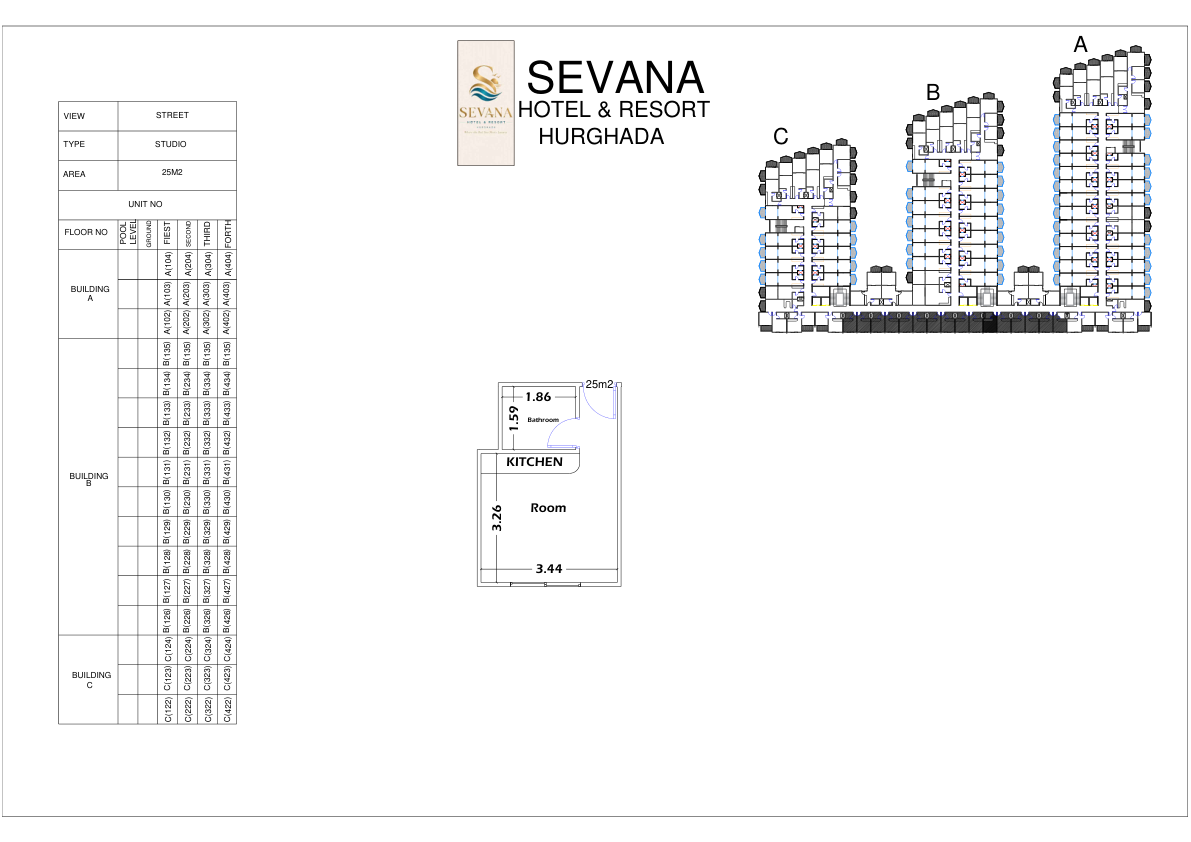 SEVANA
HOTEL & RESORT
HURGHADA
SEVANA
HOTEL & RESORT
A
B
C
VIEW STREET
TYPE STUDIO
AREA 25M2
UNIT NO
FLOOR NO POOL LEVEL GROUND FIEST SECOND THIRD FORTH
BUILDING A
A(104) A(204) A(304) A(404)
A(103) A(203) A(303) A(403)
A(102) A(202) A(302) A(402)
BUILDING B
B(135) B(135) B(135) B(135)
B(134) B(234) B(334) B(434)
B(133) B(233) B(333) B(433)
B(132) B(232) B(332) B(432)
B(131) B(231) B(331) B(431)
B(130) B(230) B(330) B(430)
B(129) B(229) B(329) B(429)
B(128) B(228) B(328) B(428)
B(127) B(227) B(327) B(427)
B(126) B(226) B(326) B(426)
BUILDING C
C(124) C(224) C(324) C(424)
C(123) C(223) C(323) C(423)
C(122) C(222) C(322) C(422)
25m2
1.86
1.59
Bathroom
KITCHEN
Room
3.26
3.44